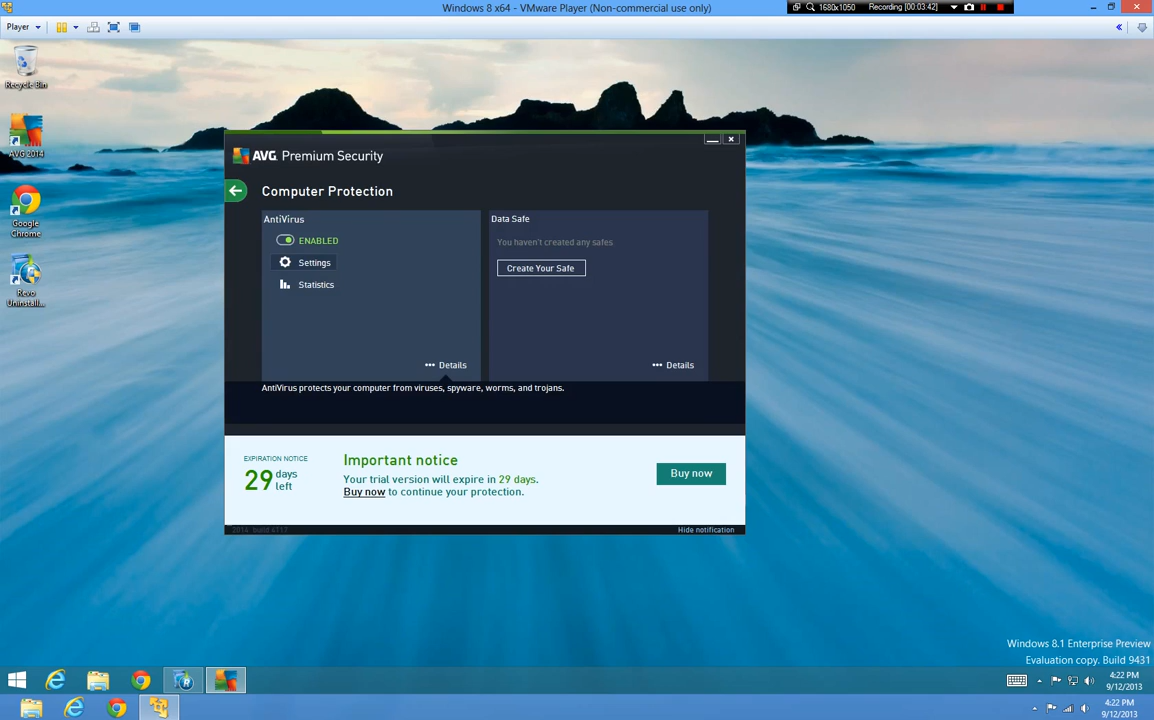 Windows 8 x64 - VMware Player (Non-commercial use only)
1680x1050
Recording [00:03:42]
Player
Recycle Bin
AVG 2014
Google
Chrome
Revo
Uninstall...
AVG. Premium Security
Computer Protection
AntiVirus
ENABLED
Settings
Statistics
Details
Data Safe
You haven't created any safes
Create Your Safe
Details
AntiVirus protects your computer from viruses, spyware, worms, and trojans.
EXPIRATION NOTICE
29 days
left
Important notice
Your trial version will expire in 29 days.
Buy now to continue your protection.
Buy now
2014 build 4117
Hide notification
Windows 8.1 Enterprise Preview
Evaluation copy. Build 9431
4:22 PM
9/12/2013
4:22 PM
9/12/2013